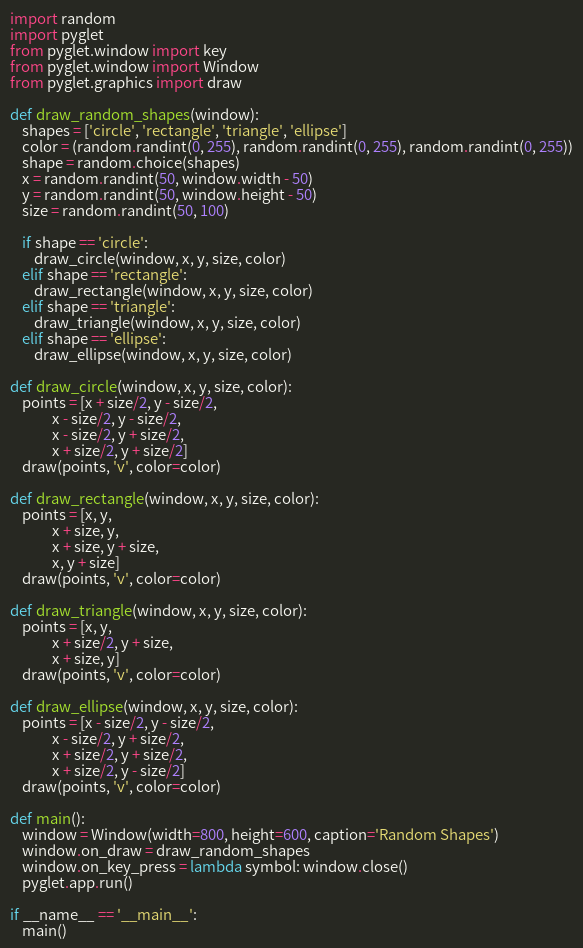 import random
import pyglet
from pyglet.window import key
from pyglet.window import Window
from pyglet.graphics import draw

def draw_random_shapes(window):
    shapes = ['circle', 'rectangle', 'triangle', 'ellipse']
    color = (random.randint(0, 255), random.randint(0, 255), random.randint(0, 255))
    shape = random.choice(shapes)
    x = random.randint(50, window.width - 50)
    y = random.randint(50, window.height - 50)
    size = random.randint(50, 100)

    if shape == 'circle':
        draw_circle(window, x, y, size, color)
    elif shape == 'rectangle':
        draw_rectangle(window, x, y, size, color)
    elif shape == 'triangle':
        draw_triangle(window, x, y, size, color)
    elif shape == 'ellipse':
        draw_ellipse(window, x, y, size, color)

def draw_circle(window, x, y, size, color):
    points = [x + size/2, y - size/2,
              x - size/2, y - size/2,
              x - size/2, y + size/2,
              x + size/2, y + size/2]
    draw(points, 'v', color=color)

def draw_rectangle(window, x, y, size, color):
    points = [x, y,
              x + size, y,
              x + size, y + size,
              x, y + size]
    draw(points, 'v', color=color)

def draw_triangle(window, x, y, size, color):
    points = [x, y,
              x + size/2, y + size,
              x + size, y]
    draw(points, 'v', color=color)

def draw_ellipse(window, x, y, size, color):
    points = [x - size/2, y - size/2,
              x - size/2, y + size/2,
              x + size/2, y + size/2,
              x + size/2, y - size/2]
    draw(points, 'v', color=color)

def main():
    window = Window(width=800, height=600, caption='Random Shapes')
    window.on_draw = draw_random_shapes
    window.on_key_press = lambda symbol: window.close()
    pyglet.app.run()

if __name__ == '__main__':
    main()